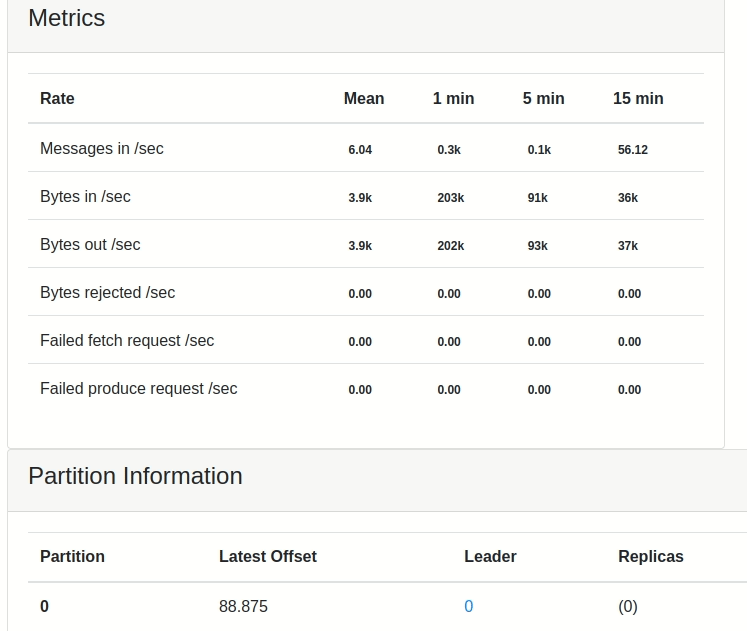 Metrics
Rate Mean 1 min 5 min 15 min
Messages in /sec 6.04 0.3k 0.1k 56.12
Bytes in /sec 3.9k 203k 91k 36k
Bytes out /sec 3.9k 202k 93k 37k
Bytes rejected /sec 0.00 0.00 0.00 0.00
Failed fetch request /sec 0.00 0.00 0.00 0.00
Failed produce request /sec 0.00 0.00 0.00 0.00
Partition Information
Partition Latest Offset Leader Replicas
0 88.875 0 (0)